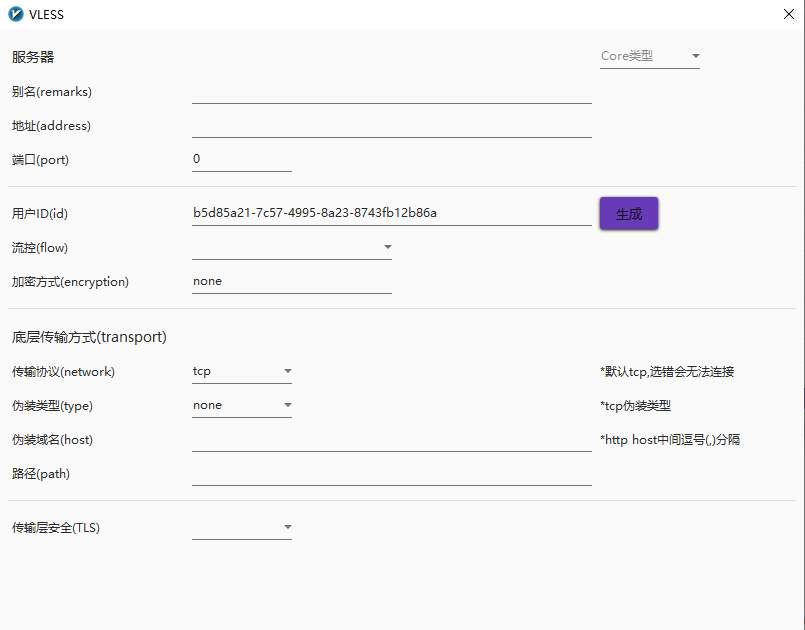 VLESS
服务器
Core类型
别名(remarks)
地址(address)
端口(port)
0
用户ID(id)
b5d85a21-7c57-4995-8a23-8743fb12b86a
生成
流控(flow)
加密方式(encryption)
none
底层传输方式(transport)
传输协议(network)
tcp
*默认tcp,选错会无法连接
伪装类型(type)
none
*tcp伪装类型
伪装域名(host)
*http host中间逗号(,)分隔
路径(path)
传输层安全(TLS)